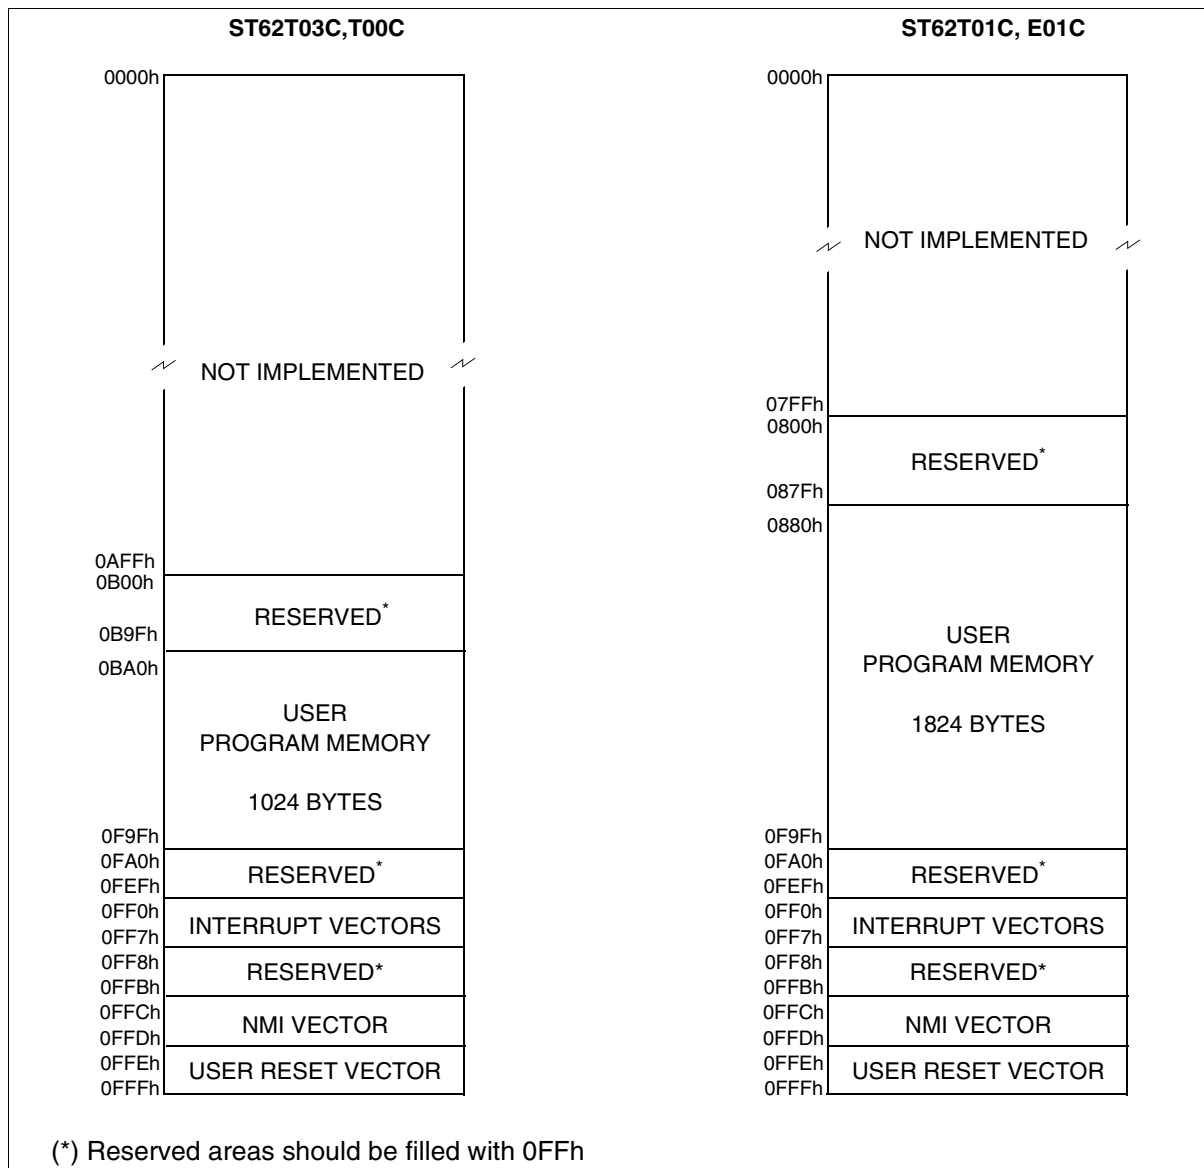 ST62T03C,T00C
0000h
NOT IMPLEMENTED
0AFFh
0B00h
RESERVED*
0B9Fh
0BA0h
USER
PROGRAM MEMORY
1024 BYTES
0F9Fh
0FA0h
RESERVED*
0FEFh
0FF0h
INTERRUPT VECTORS
0FF7h
0FF8h
RESERVED*
0FFBh
0FFCh
NMI VECTOR
0FFDh
0FFEh
USER RESET VECTOR
0FFFh
ST62T01C, E01C
0000h
NOT IMPLEMENTED
07FFh
0800h
RESERVED*
087Fh
0880h
USER
PROGRAM MEMORY
1824 BYTES
0F9Fh
0FA0h
RESERVED*
0FEFh
0FF0h
INTERRUPT VECTORS
0FF7h
0FF8h
RESERVED*
0FFBh
0FFCh
NMI VECTOR
0FFDh
0FFEh
USER RESET VECTOR
0FFFh
(*) Reserved areas should be filled with 0FFh